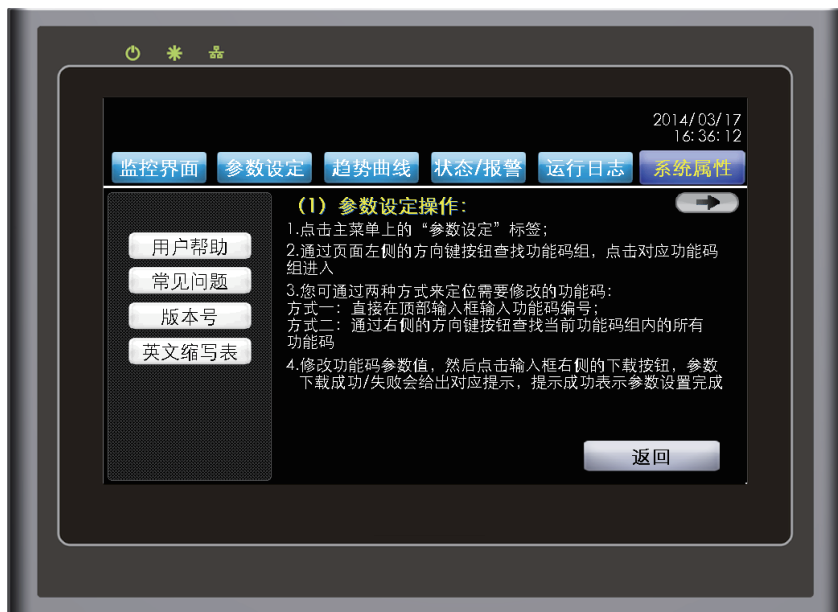 2014/03/17
16:36:12
监控界面 参数设定 趋势曲线 状态/报警 运行日志 系统属性
用户帮助
常见问题
版本号
英文缩写表
（1）参数设定操作：
1.点击主菜单上的“参数设定”标签；
2.通过页面左侧的方向键按钮查找功能码组，点击对应功能码
组进入
3.您可通过两种方式来定位需要修改的功能码：
方式一：直接在顶部输入框输入功能码编号；
方式二：通过右侧的方向键按钮查找当前功能码组内的所有
功能码
4.修改功能码参数值，然后点击输入框右侧的下载按钮，参数
下载成功/失败会给出对应提示，提示成功表示参数设置完成
返回